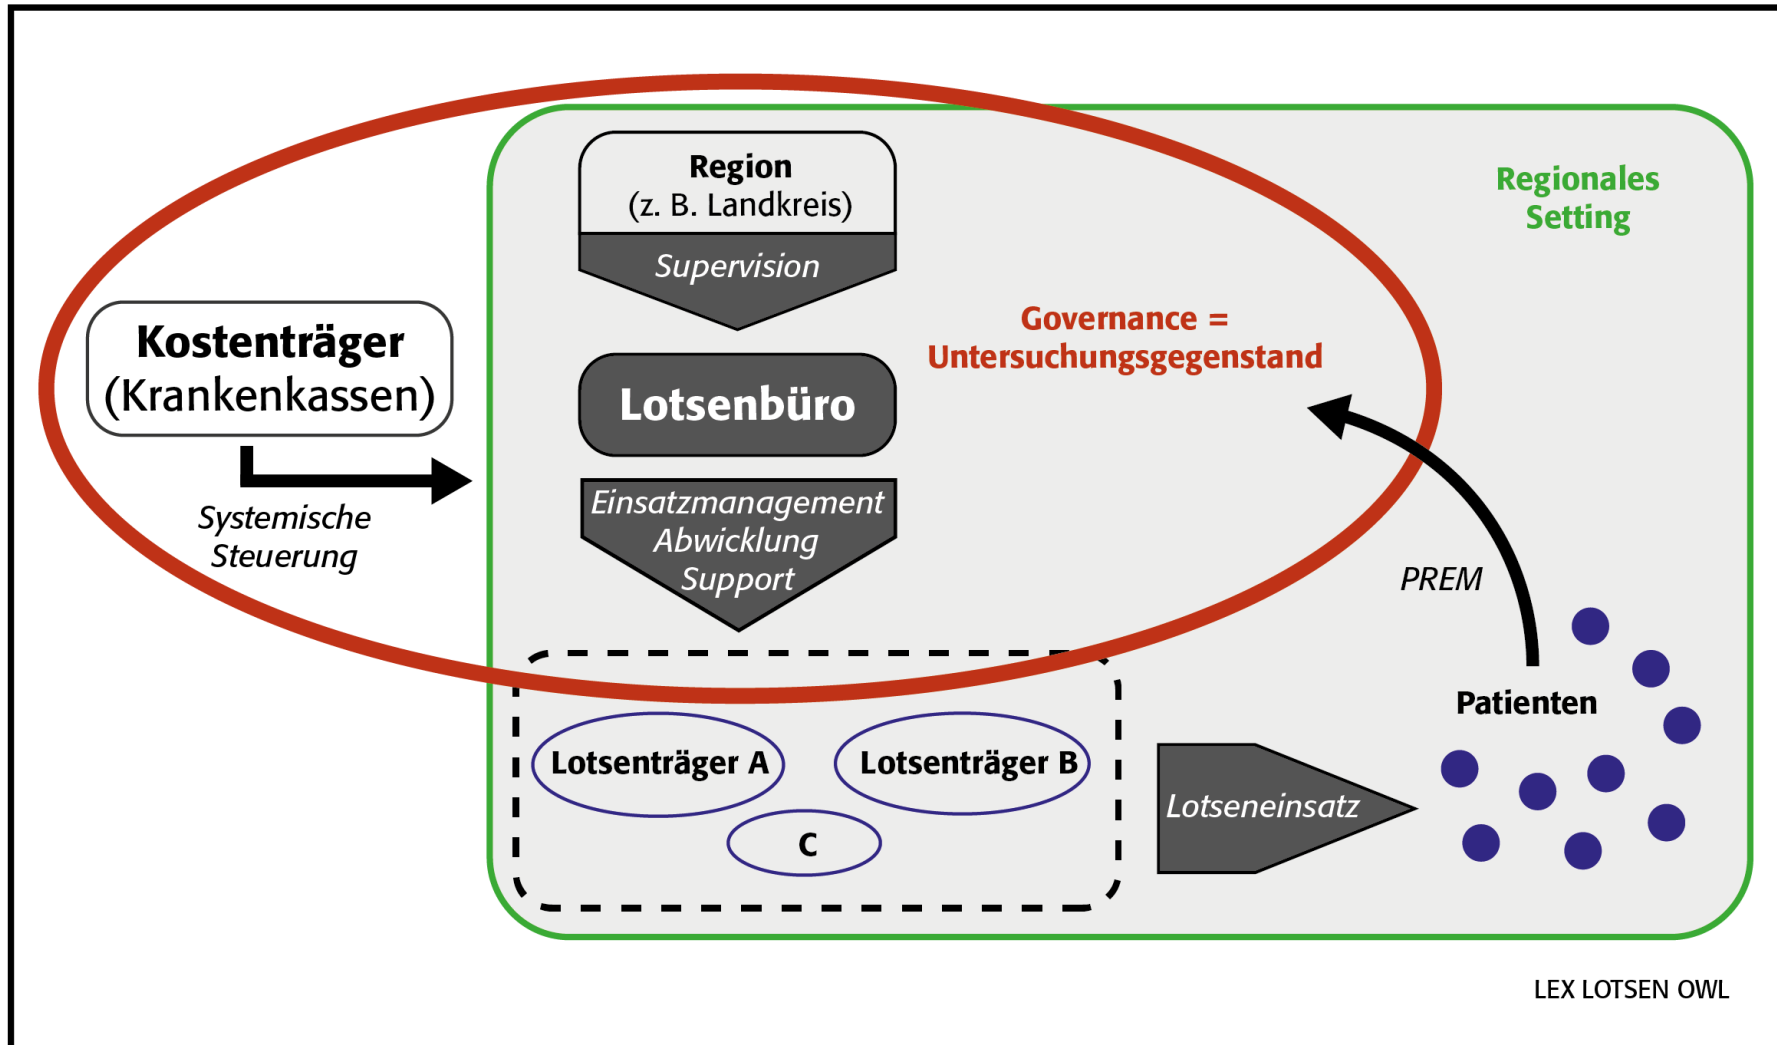 Region
(z. B. Landkreis)
Supervision
Regionales
Setting
Kostenträger
(Krankenkassen)
Governance =
Untersuchungsgegenstand
Lotsenbüro
Systemische
Steuerung
Einsatzmanagement
Abwicklung
Support
PREM
Patienten
Lotsenträger A
Lotsenträger B
C
Lotseneinsatz
LEX LOTSEN OWL